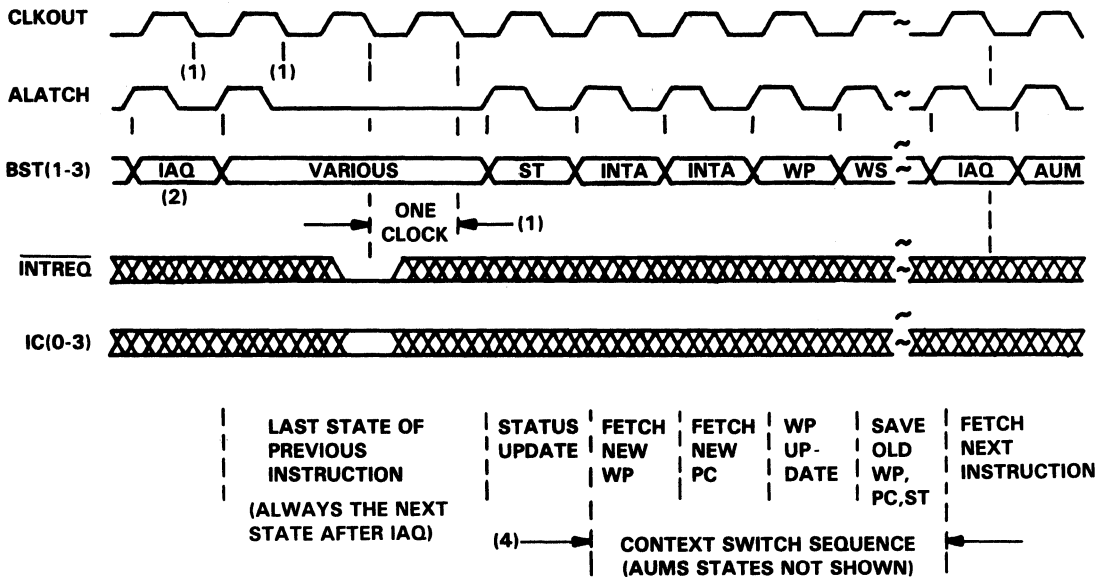 CLKOUT
(1) (1)
ALATCH
BST(1-3) IAQ VARIOUS ST INTA INTA WP WS ~ IAQ AUM
(2)
ONE
CLOCK
(1)
INTREQ
IC(0-3)
LAST STATE OF
PREVIOUS
INSTRUCTION
(ALWAYS THE NEXT
STATE AFTER IAQ)
STATUS
UPDATE
FETCH
NEW
WP
FETCH
NEW
PC
WP
UP-
DATE
SAVE
OLD
WP,
PC,ST
FETCH
NEXT
INSTRUCTION
(4)
CONTEXT SWITCH SEQUENCE
(AUMS STATES NOT SHOWN)